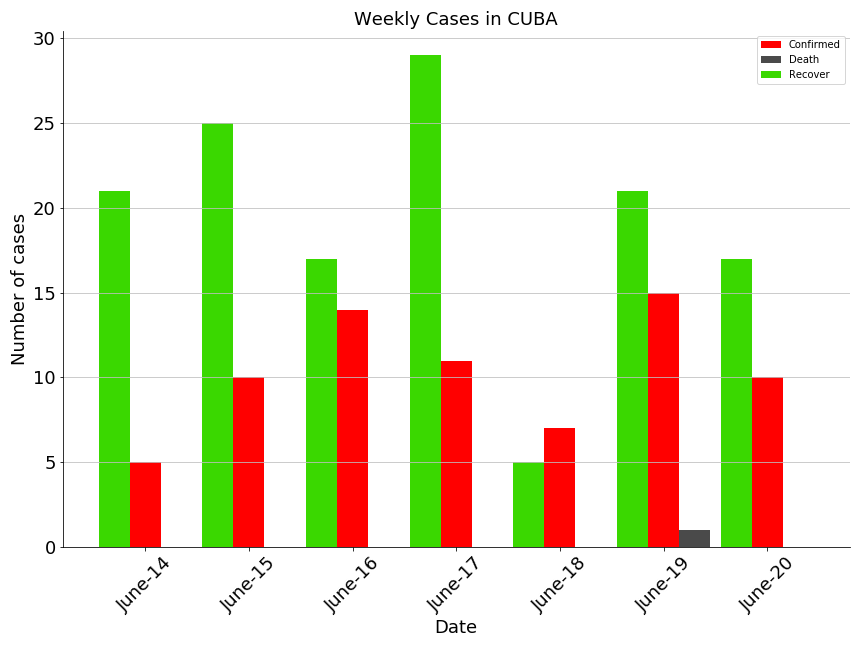 Weekly Cases in CUBA
Confirmed
Death
Recover
Number of cases
30
25
20
15
10
5
0
June-14
June-15
June-16
June-17
June-18
June-19
June-20
Date